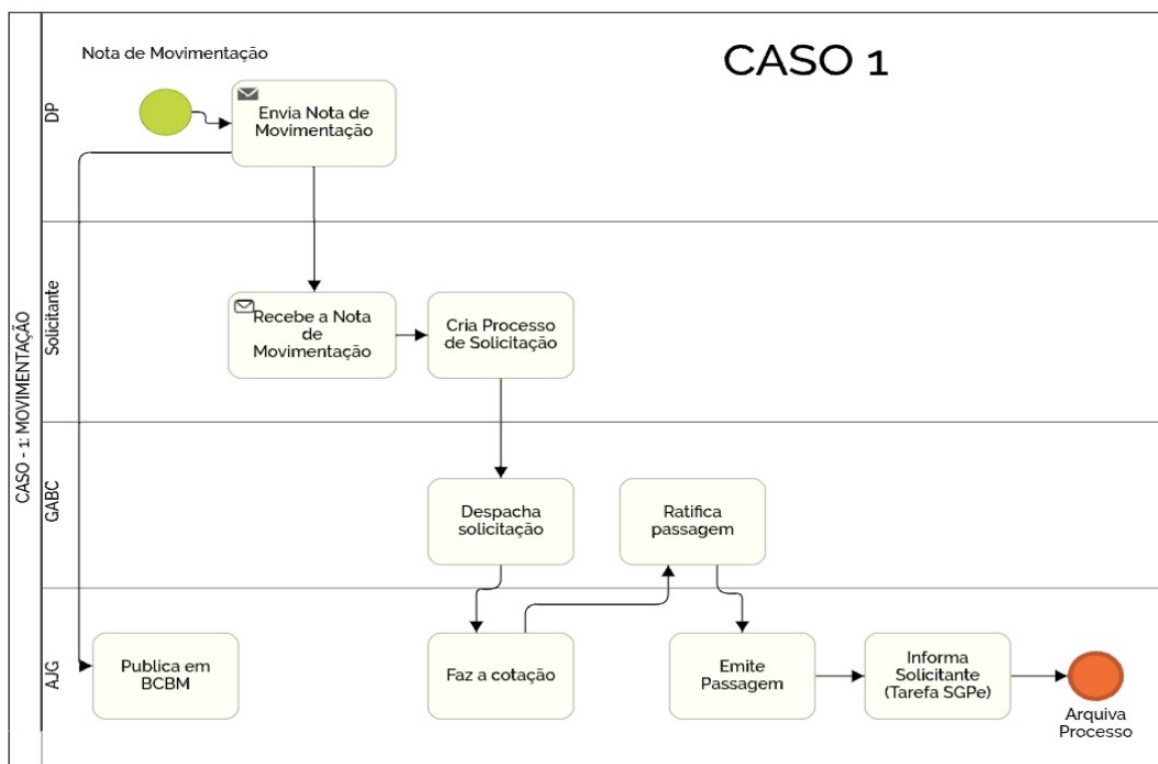 CASO 1
CASO - 1: MOVIMENTAÇÃO
DP
Nota de Movimentação
Envia Nota de
Movimentação
Solicitante
Recebe a Nota
de
Movimentação
Cria Processo
de Solicitação
GABC
Despacha
solicitação
Ratifica
passagem
AJG
Publica em
BCBM
Faz a cotação
Emite
Passagem
Informa
Solicitante
(Tarefa SGPe)
Arquiva
Processo